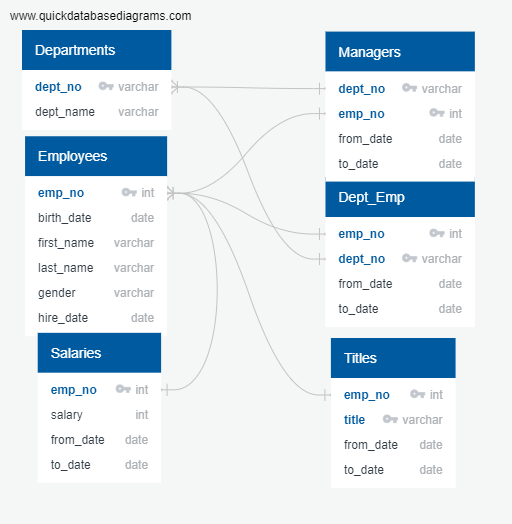 www.quickdatabasediagrams.com
Departments
dept_no varchar
dept_name varchar
Employees
emp_no int
birth_date date
first_name varchar
last_name varchar
gender varchar
hire_date date
Salaries
emp_no int
salary int
from_date date
to_date date
Managers
dept_no varchar
emp_no int
from_date date
to_date date
Dept_Emp
emp_no int
dept_no varchar
from_date date
to_date date
Titles
emp_no int
title varchar
from_date date
to_date date